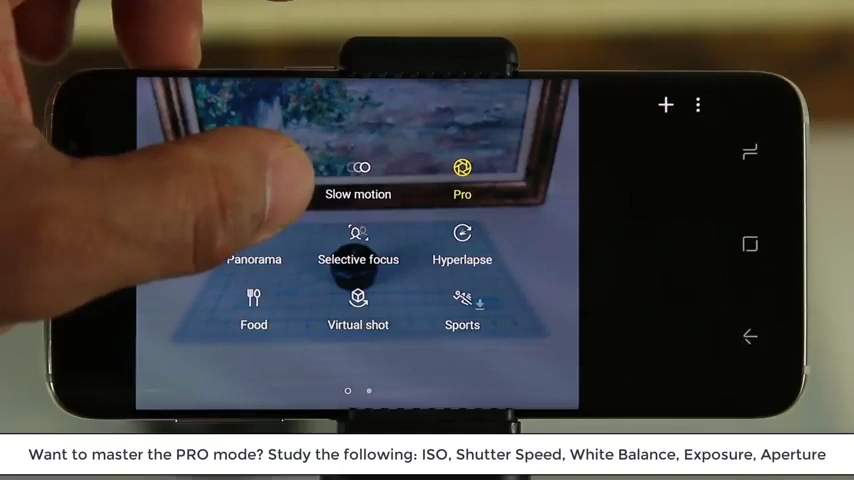 Slow motion
Pro
Panorama
Selective focus
Hyperlapse
Food
Virtual shot
Sports
Want to master the PRO mode? Study the following: ISO, Shutter Speed, White Balance, Exposure, Aperture